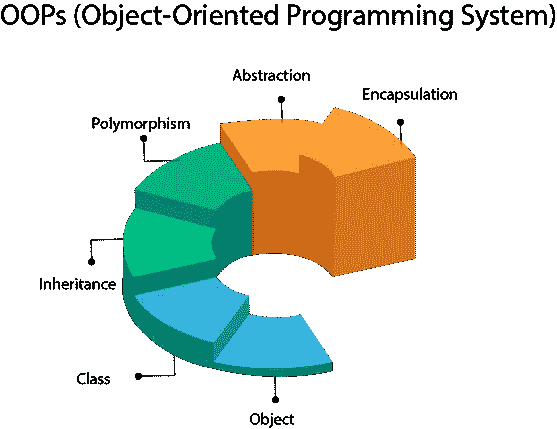 OOPs (Object-Oriented Programming System)
Abstraction
Encapsulation
Polymorphism
Inheritance
Class
Object